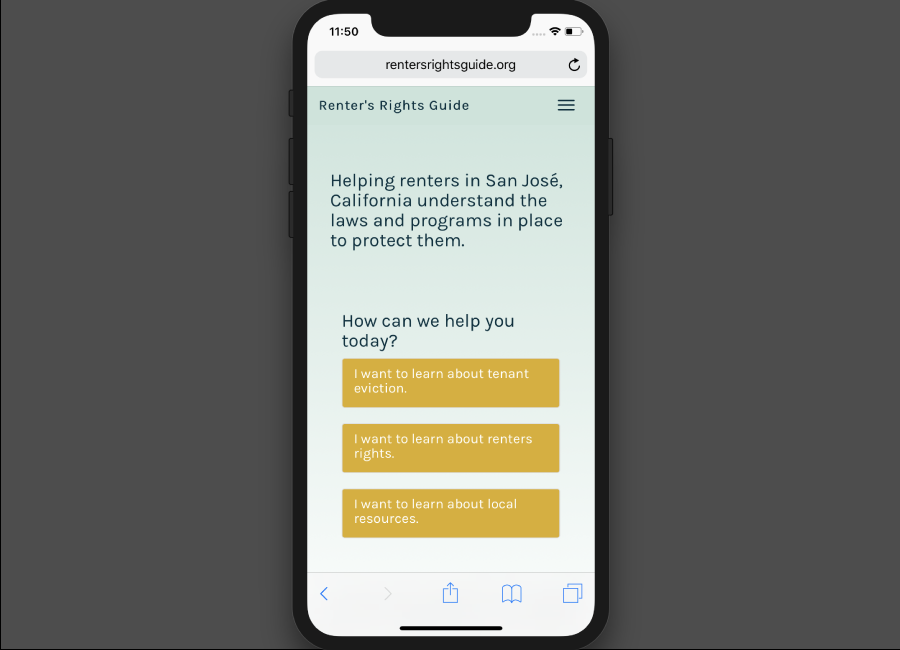 11:50
rentersrightsguide.org
Renter's Rights Guide
Helping renters in San José,
California understand the
laws and programs in place
to protect them.
How can we help you
today?
I want to learn about tenant
eviction.
I want to learn about renters
rights.
I want to learn about local
resources.